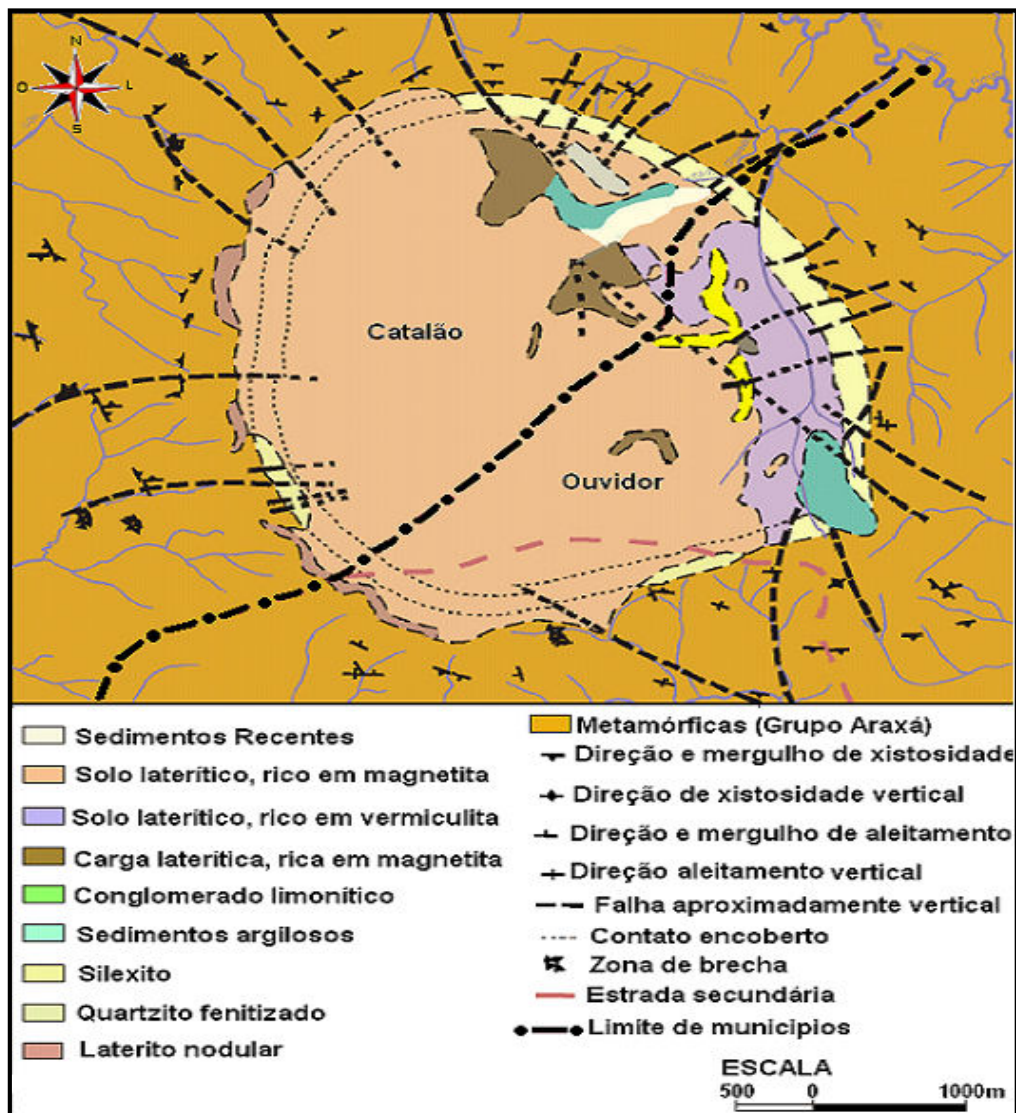 N
O
L
S
Catalão
Ouvidor
Sedimentos Recentes
Solo laterítico, rico em magnetita
Solo laterítico, rico em vermiculita
Carga laterítica, rica em magnetita
Conglomerado limonítico
Sedimentos argilosos
Silexito
Quartzito fenitizado
Laterito nodular
Metamórficas (Grupo Araxá)
Direção e mergulho de xistosidade
Direção de xistosidade vertical
Direção e mergulho de aleitamento
Direção aleitamento vertical
Falha aproximadamente vertical
Contato encoberto
Zona de brecha
Estrada secundária
Limite de municipios
ESCALA
500 0 1000m